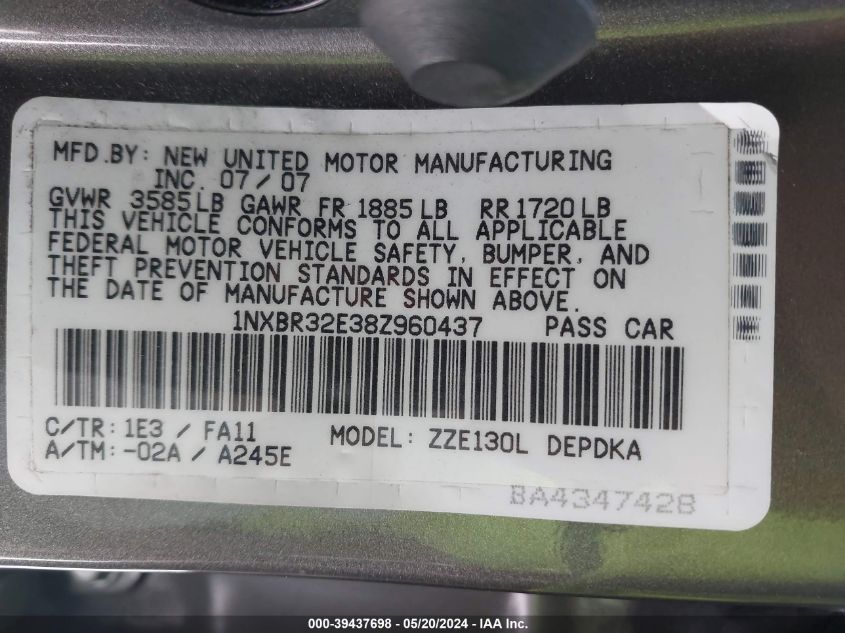 MFD.BY: NEW UNITED MOTOR MANUFACTURING
INC. 07/07
GVWR 3585LB GAWR FR 1885LB RR1720LB
THIS VEHICLE CONFORMS TO ALL APPLICABLE
FEDERAL MOTOR VEHICLE SAFETY, BUMPER, AND
THEFT PREVENTION STANDARDS IN EFFECT ON
THE DATE OF MANUFACTURE SHOWN ABOVE.
1NXBR32E38Z960437 PASS CAR
C/TR: 1E3 / FA11 MODEL: ZZE130L DEPDKA
A/TM: -02A / A245E
BA4347428
000-39437698 - 05/20/2024 - IAA Inc.